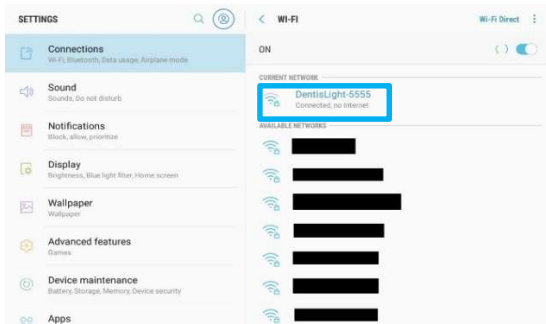 SETTINGS
Connections
Wi-Fi, Bluetooth, Data usage, Airplane mode
Sound
Sounds, Do not disturb
Notifications
Block, allow, prioritize
Display
Brightness, Blue light filter, Home screen
Wallpaper
Wallpaper
Advanced features
Games
Device maintenance
Battery, Storage, Memory, Device security
Apps
WI-FI
Wi-Fi Direct
ON
CURRENT NETWORK
DentisLight-5555
Connected, no Internet
AVAILABLE NETWORKS